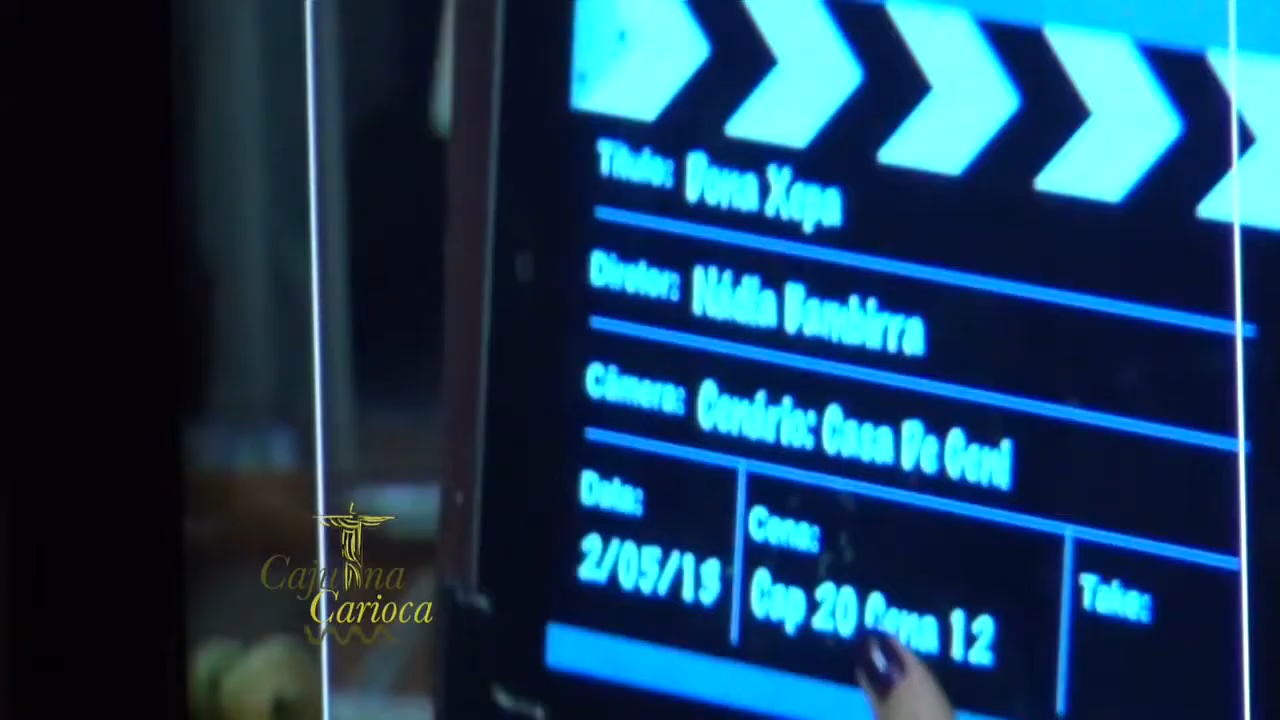 Título: Dona Xepa
Diretor: Nádia Bambirra
Câmera: Cenário: Casa De Geni
Data:
2/05/13
Cena:
Cap 20 Cena 12
Take:
Cajuína
Carioca